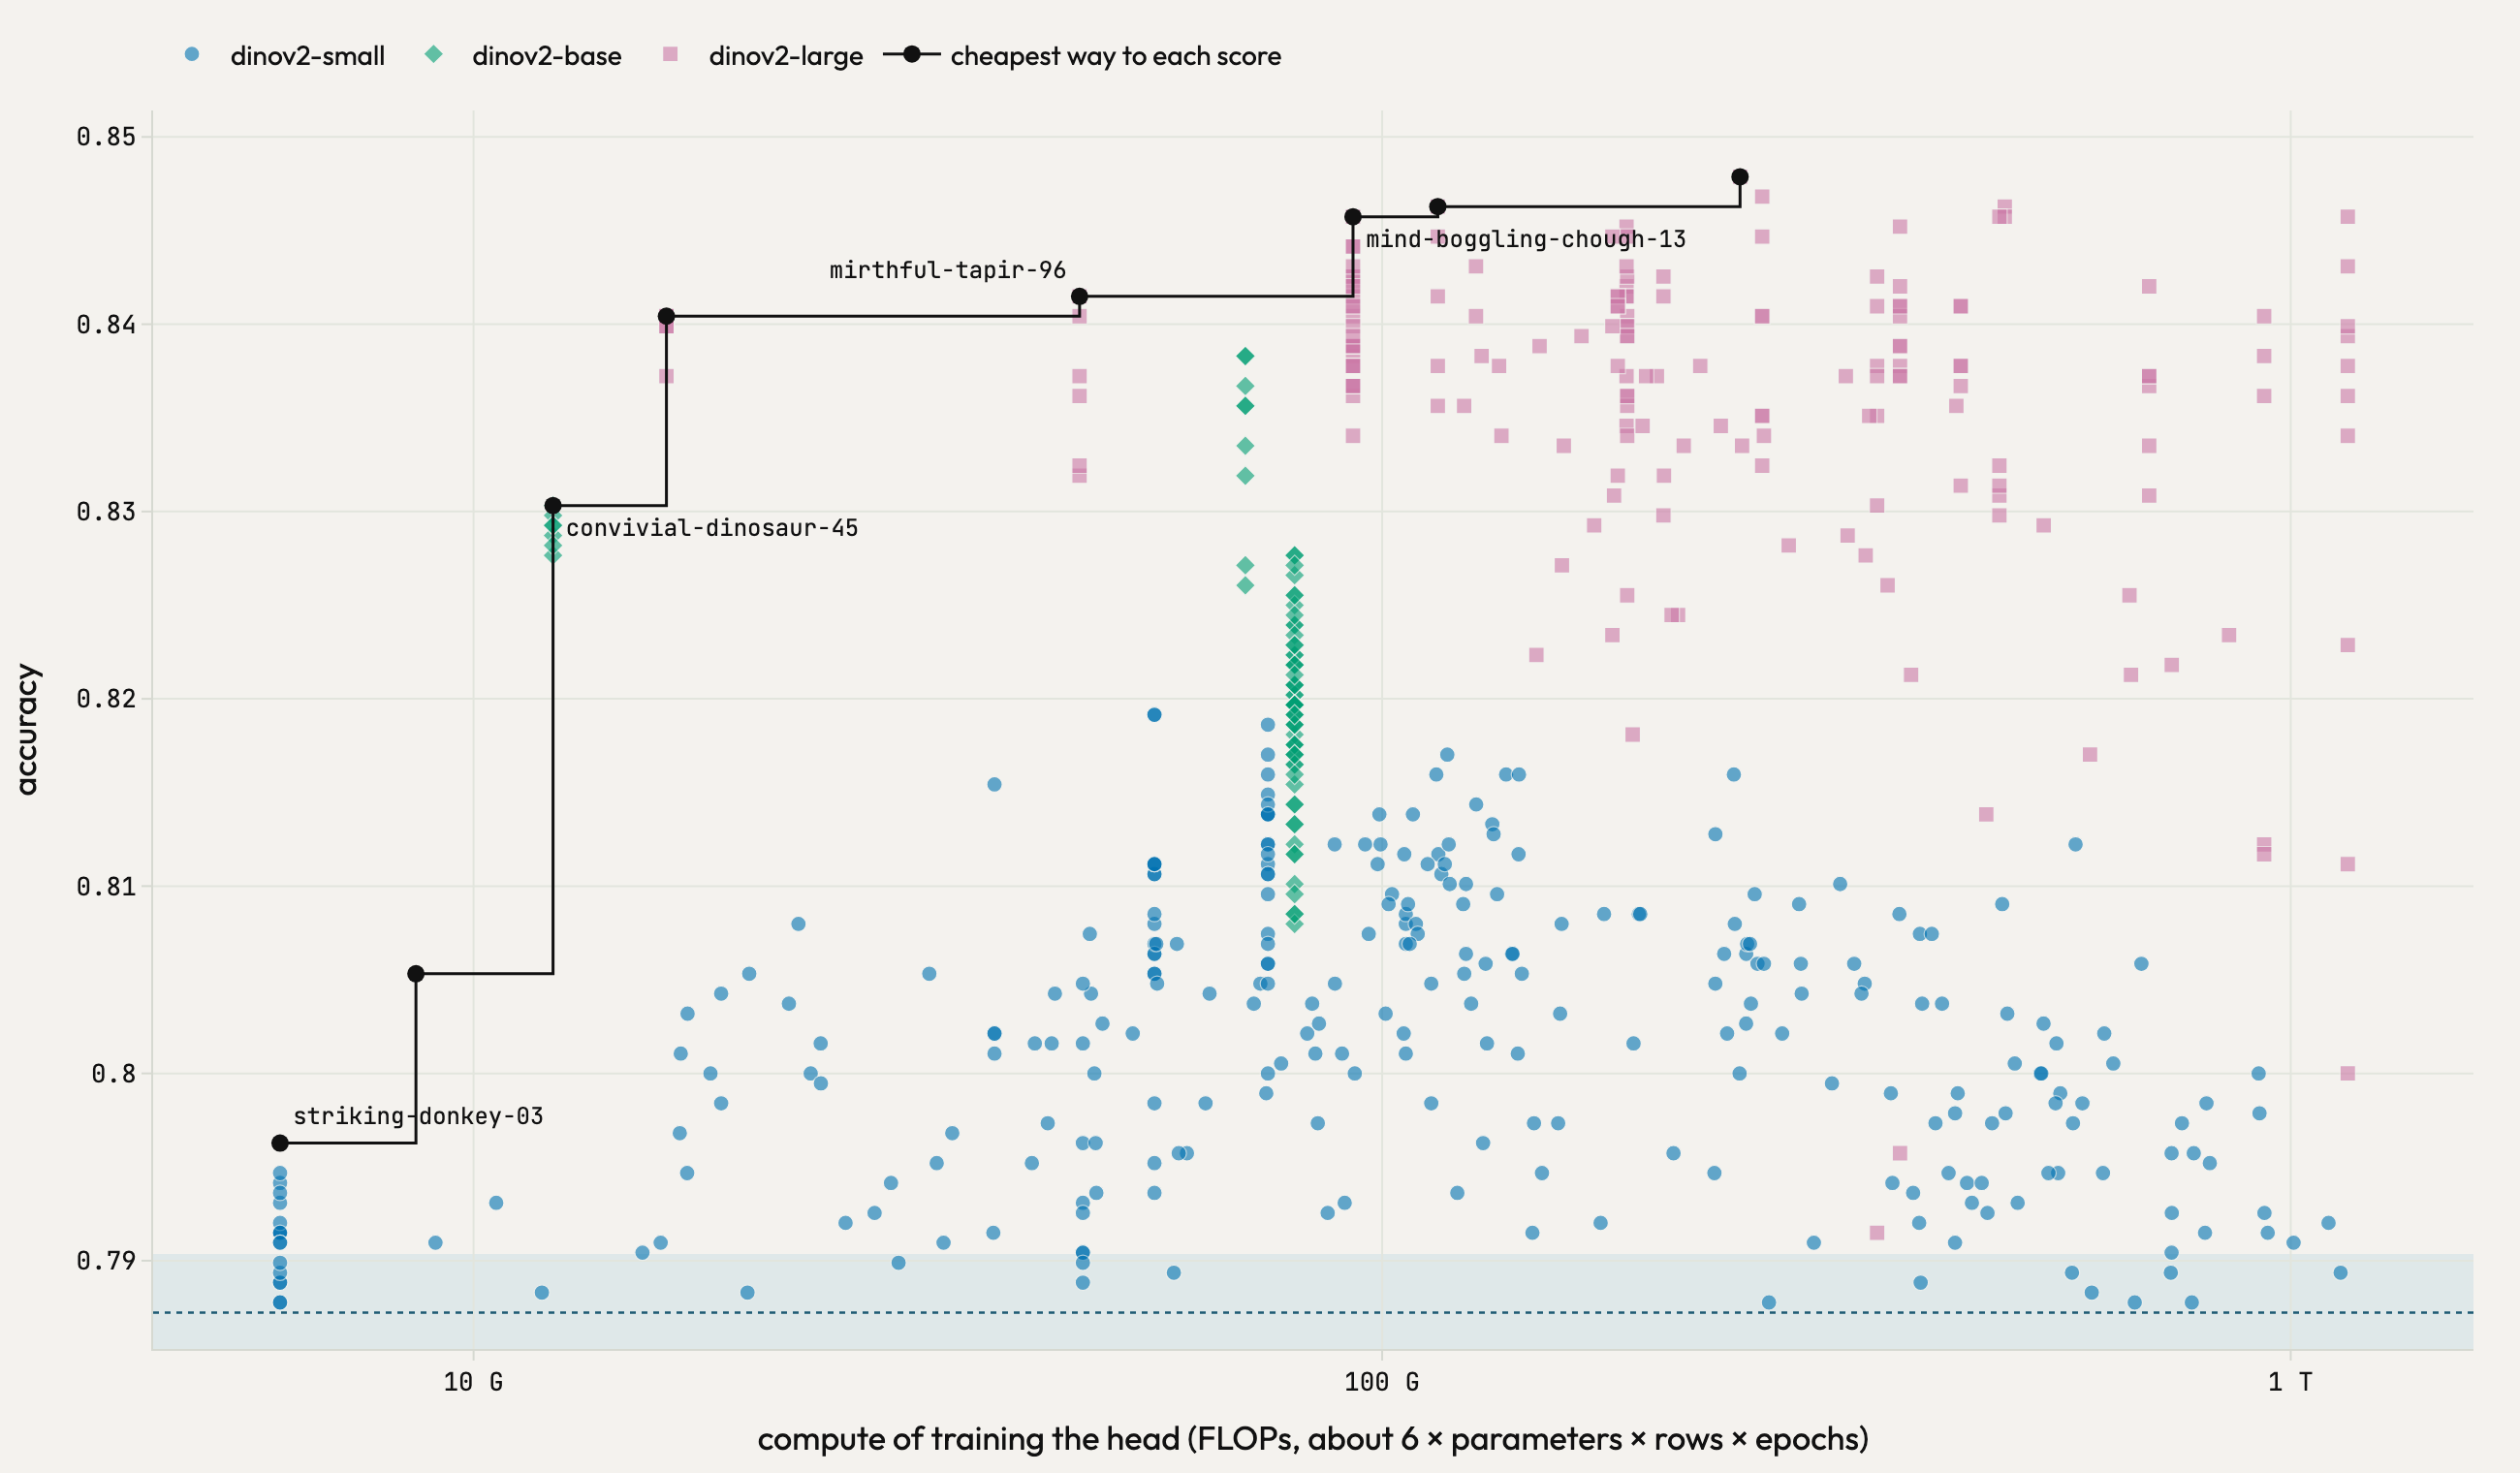 dinov2-small dinov2-base dinov2-large cheapest way to each score
0.85
mind-boggling-chough-13
mirthful-tapir-96
0.84
0.83
convivial-dinosaur-45
accuracy
0.82
0.81
0.8
striking-donkey-03
0.79
10 G 100 G 1 T
compute of training the head (FLOPs, about 6 × parameters × rows × epochs)